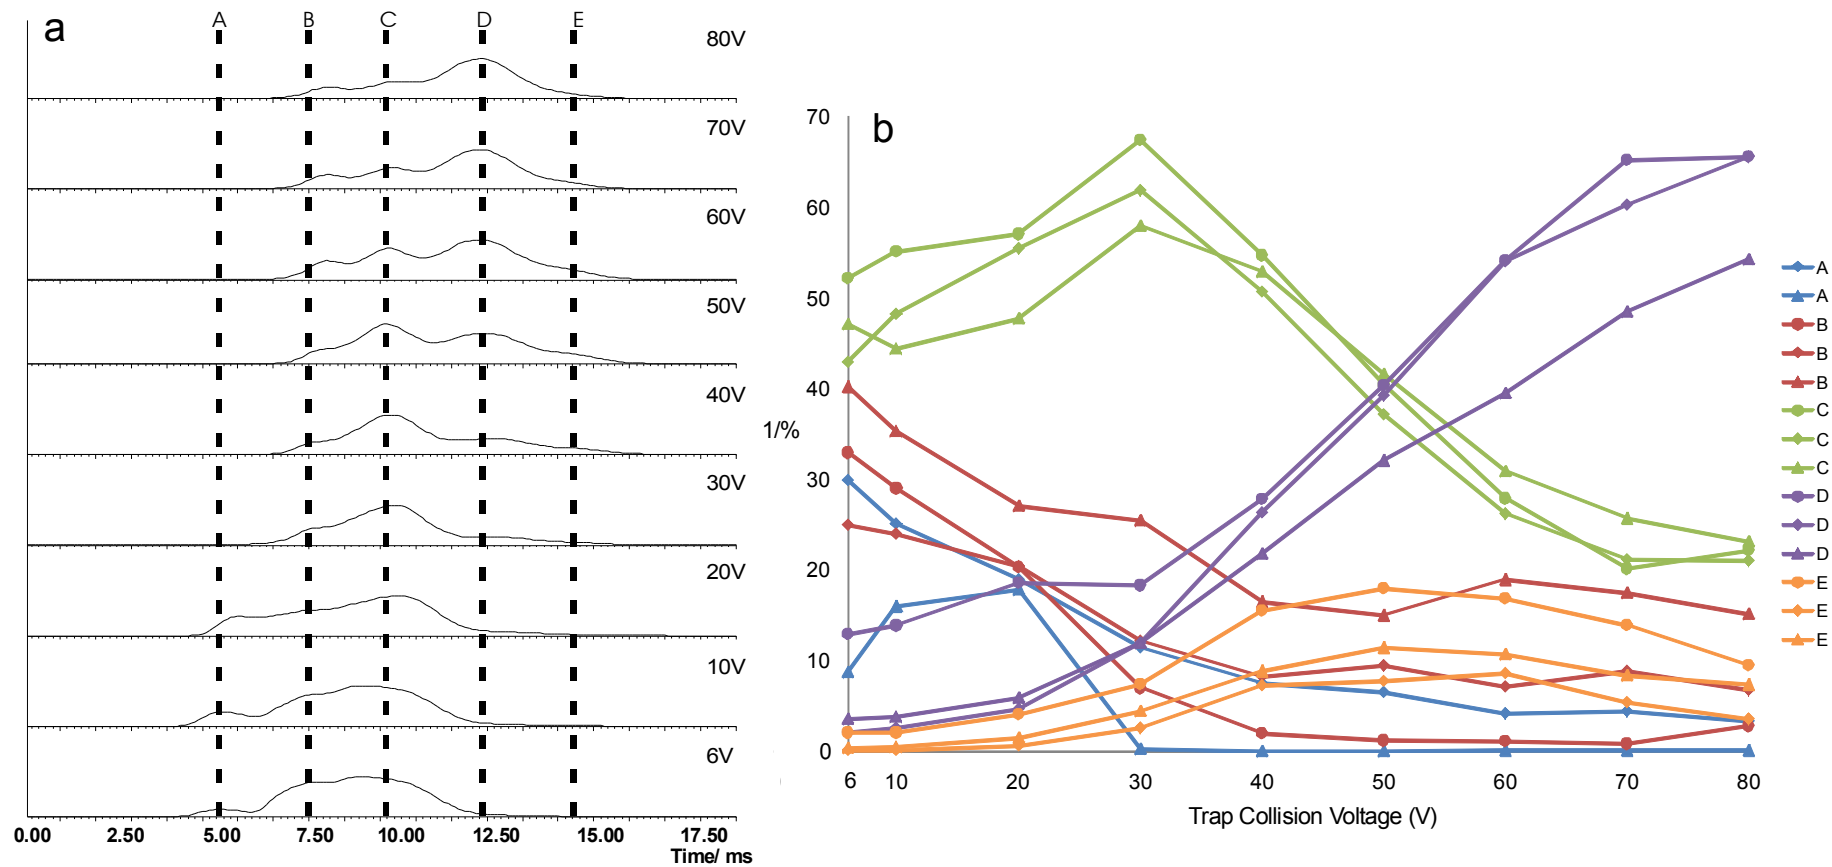 a
A B C D E
80V
70V
60V
50V
40V
30V
20V
10V
6V
0.00 2.50 5.00 7.50 10.00 12.50 15.00 17.50
Time/ ms
b
70
60
50
40
30
20
10
0
1/%
6 10 20 30 40 50 60 70 80
Trap Collision Voltage (V)
A
A
B
B
B
C
C
C
D
D
D
E
E
E